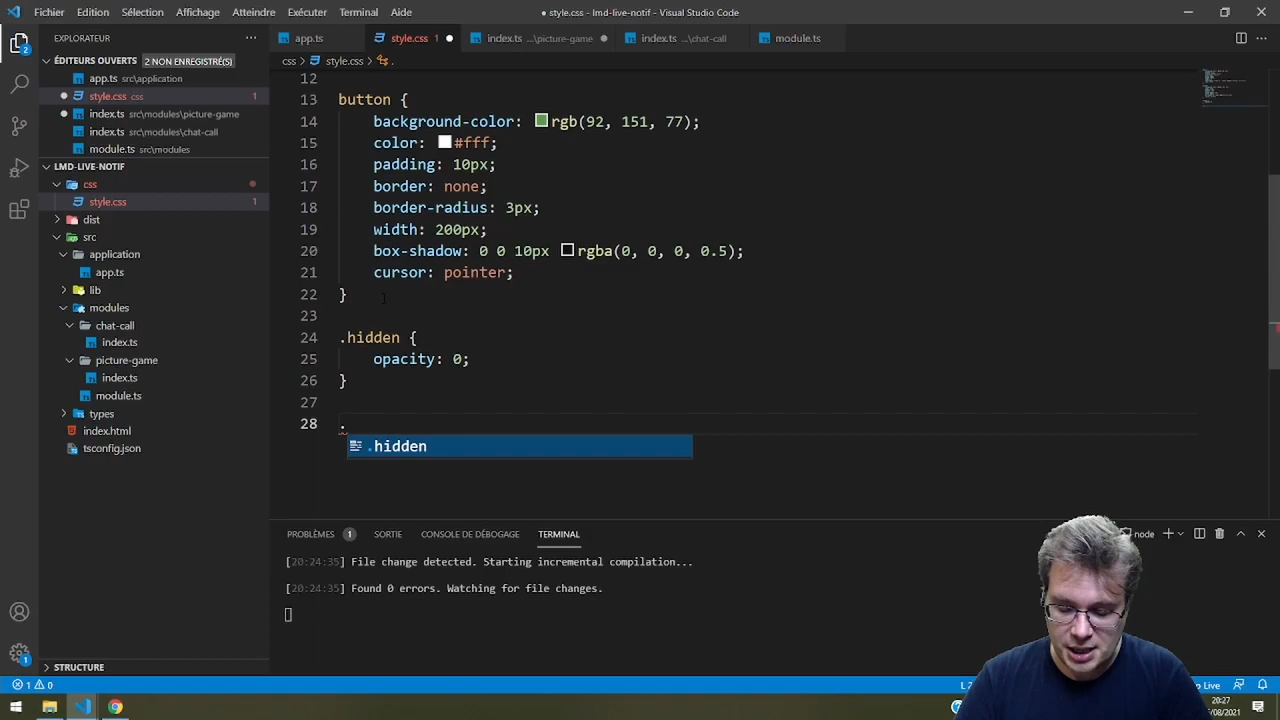 Fichier Edition Sélection Affichage Atteindre Exécuter Terminal Aide
● style.css - lmd-live-notif - Visual Studio Code
EXPLORATEUR ...
ÉDITEURS OUVERTS 2 NON ENREGISTRÉ(S)
app.ts src\application
style.css css 1
index.ts src\modules\picture-game
index.ts src\modules\chat-call
module.ts src\modules
LMD-LIVE-NOTIF
css
style.css 1
dist
src
application
app.ts
lib
modules
chat-call
index.ts
picture-game
index.ts
module.ts
types
index.html
tsconfig.json
STRUCTURE
app.ts style.css 1 index.ts ...\picture-game index.ts ...\chat-call module.ts
css > style.css > .
12
13 button {
14 background-color: rgb(92, 151, 77);
15 color: #fff;
16 padding: 10px;
17 border: none;
18 border-radius: 3px;
19 width: 200px;
20 box-shadow: 0 0 10px rgba(0, 0, 0, 0.5);
21 cursor: pointer;
22 }
23
24 .hidden {
25 opacity: 0;
26 }
27
28 .
.hidden
PROBLÈMES 1 SORTIE CONSOLE DE DÉBOGAGE TERMINAL
node
[20:24:35] File change detected. Starting incremental compilation...
[20:24:35] Found 0 errors. Watching for file changes.
2
1
1 0
Live
20:27
/08/2021